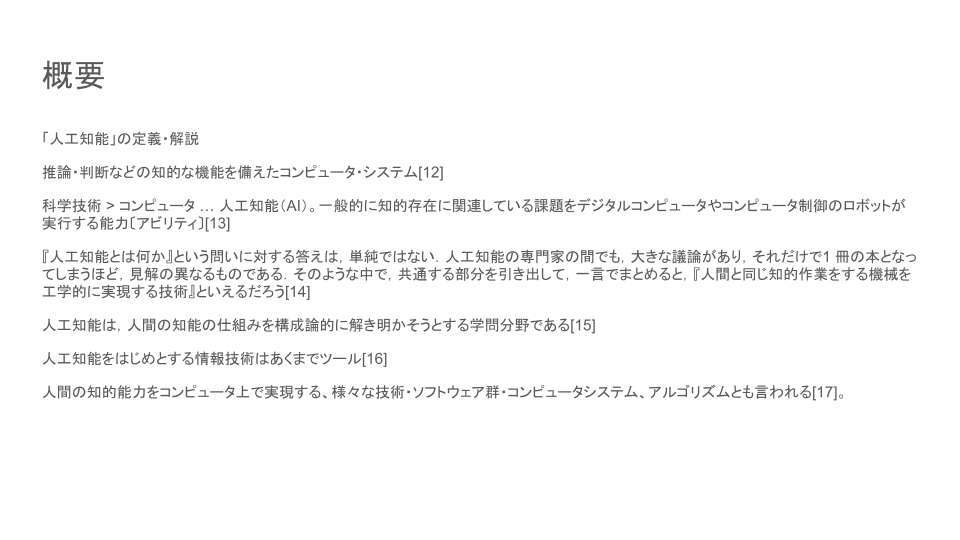 概要
「人工知能」の定義・解説
推論・判断などの知的な機能を備えたコンピュータ・システム[12]
科学技術 > コンピュータ … 人工知能（AI）。一般的に知的存在に関連している課題をデジタルコンピュータやコンピュータ制御のロボットが
実行する能力〔アビリティ〕[13]
『人工知能とは何か』という問いに対する答えは，単純ではない．人工知能の専門家の間でも，大きな議論があり，それだけで1 冊の本となっ
てしまうほど，見解の異なるものである．そのような中で，共通する部分を引き出して，一言でまとめると，『人間と同じ知的作業をする機械を
工学的に実現する技術』といえるだろう[14]
人工知能は，人間の知能の仕組みを構成論的に解き明かそうとする学問分野である[15]
人工知能をはじめとする情報技術はあくまでツール[16]
人間の知的能力をコンピュータ上で実現する、様々な技術・ソフトウェア群・コンピュータシステム、アルゴリズムとも言われる[17]。